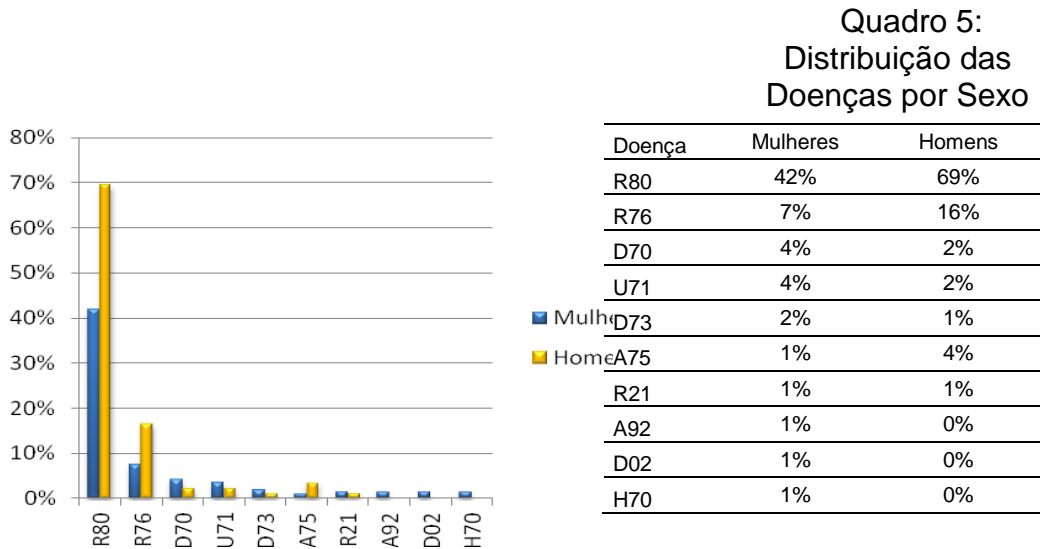 Quadro 5:
Distribuição das
Doenças por Sexo
80%
70%
60%
50%
40%
30%
20%
10%
0%
R80
R76
D70
U71
D73
A75
R21
A92
D02
H70
Mulhe
Home
Doença Mulheres Homens
R80 42% 69%
R76 7% 16%
D70 4% 2%
U71 4% 2%
D73 2% 1%
A75 1% 4%
R21 1% 1%
A92 1% 0%
D02 1% 0%
H70 1% 0%